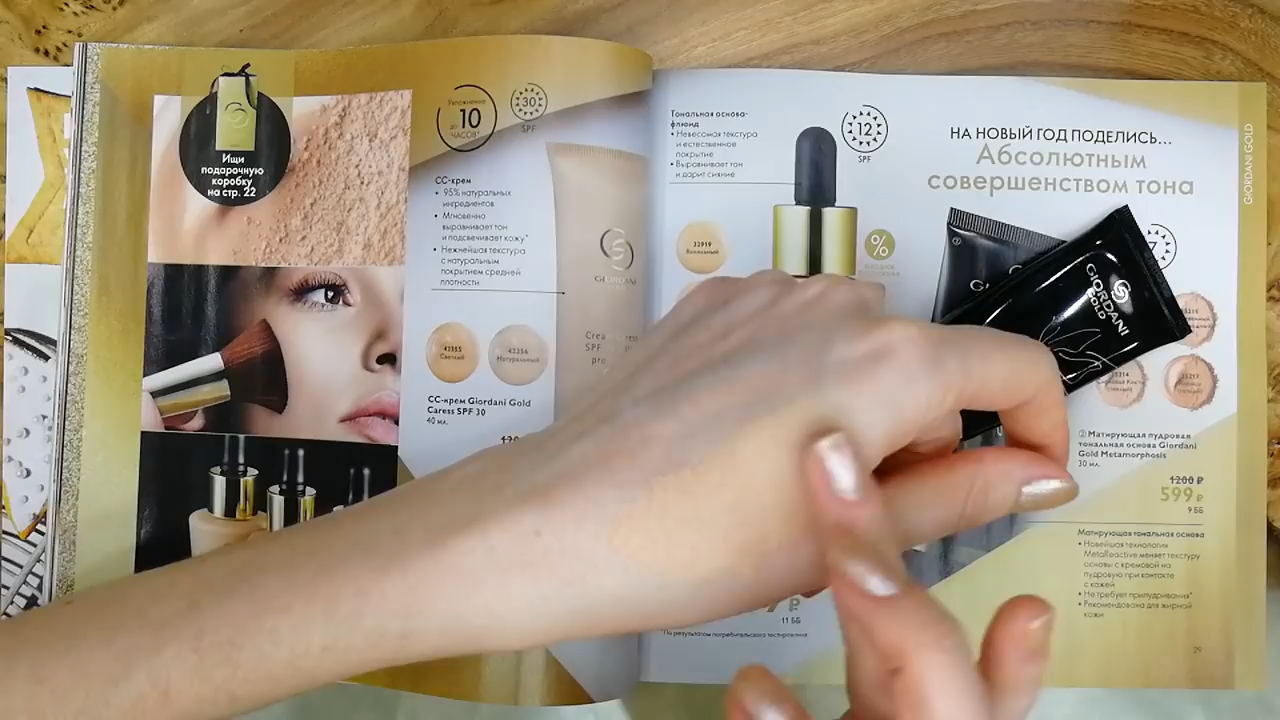 Ищи
подарочную
коробку
на стр. 22
Увлажнение
до
10
ЧАСОВ*
30
SPF
СС-крем
• 95% натуральных
ингредиентов
• Мгновенно
выравнивает тон
и подсвечивает кожу*
• Нежнейшая текстура
с натуральным
покрытием средней
плотности
GIORDANI
42355
Светлый
42356
Натуральный
СС-крем Giordani Gold
Caress SPF 30
40 мл.
SPF
Тональная основа-
флюид
• Невесомая текстура
и естественное
покрытие
• Выравнивает тон
и дарит сияние
12
SPF
32919
%
НА НОВЫЙ ГОД ПОДЕЛИСЬ...
Абсолютным
совершенством тона
GIORDANI GOLD
GIORDANI
GOLD
② Матирующая пудровая
тональная основа Giordani
Gold Metamorphosis
30 мл.
1200 ₽
599 ₽
9 ББ
Матирующая тональная основа
• Новейшая технология
Metalleactive меняет текстуру
основы с кремовой на
пудровую при контакте
с кожей
• Не требует припудривания*
• Рекомендована для жирной
кожи
11 ББ
*По результатам потребительского тестирования
29